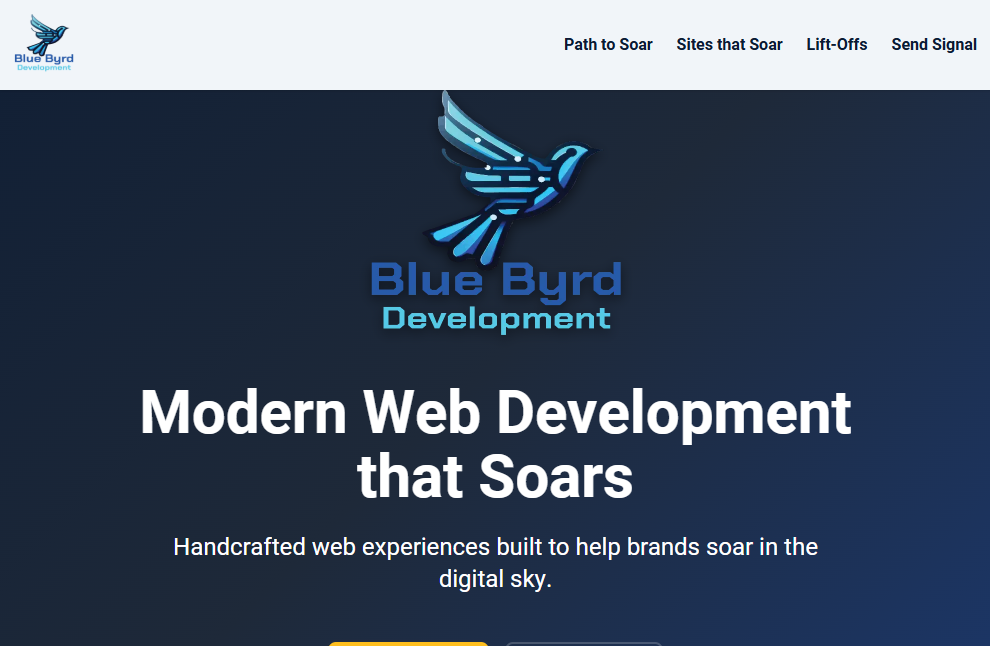 Blue Byrd
Development
Path to Soar
Sites that Soar
Lift-Offs
Send Signal
Blue Byrd
Development
Modern Web Development
that Soars
Handcrafted web experiences built to help brands soar in the
digital sky.